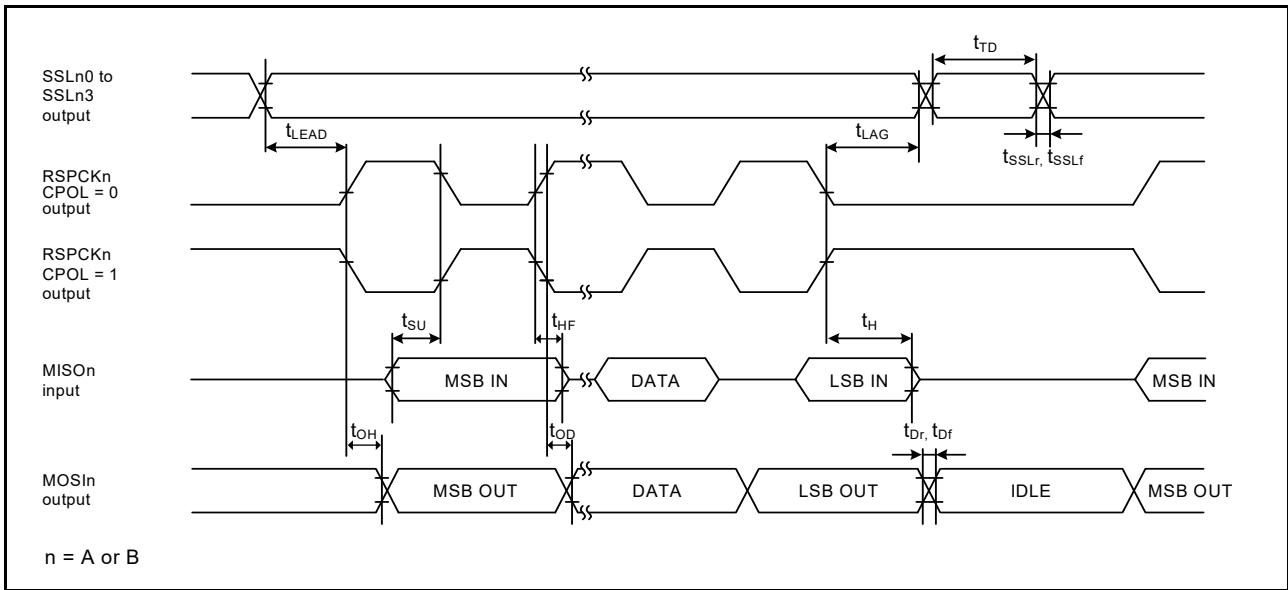 tTD
SSLn0 to
SSLn3
output
tLEAD
tLAG
tSSLr, tSSLf
RSPCKn
CPOL = 0
output
RSPCKn
CPOL = 1
output
tSU
tHF
tH
MISOn
input
MSB IN
DATA
LSB IN
MSB IN
tOH
tOD
tDr, tDf
MOSIn
output
MSB OUT
DATA
LSB OUT
IDLE
MSB OUT
n = A or B